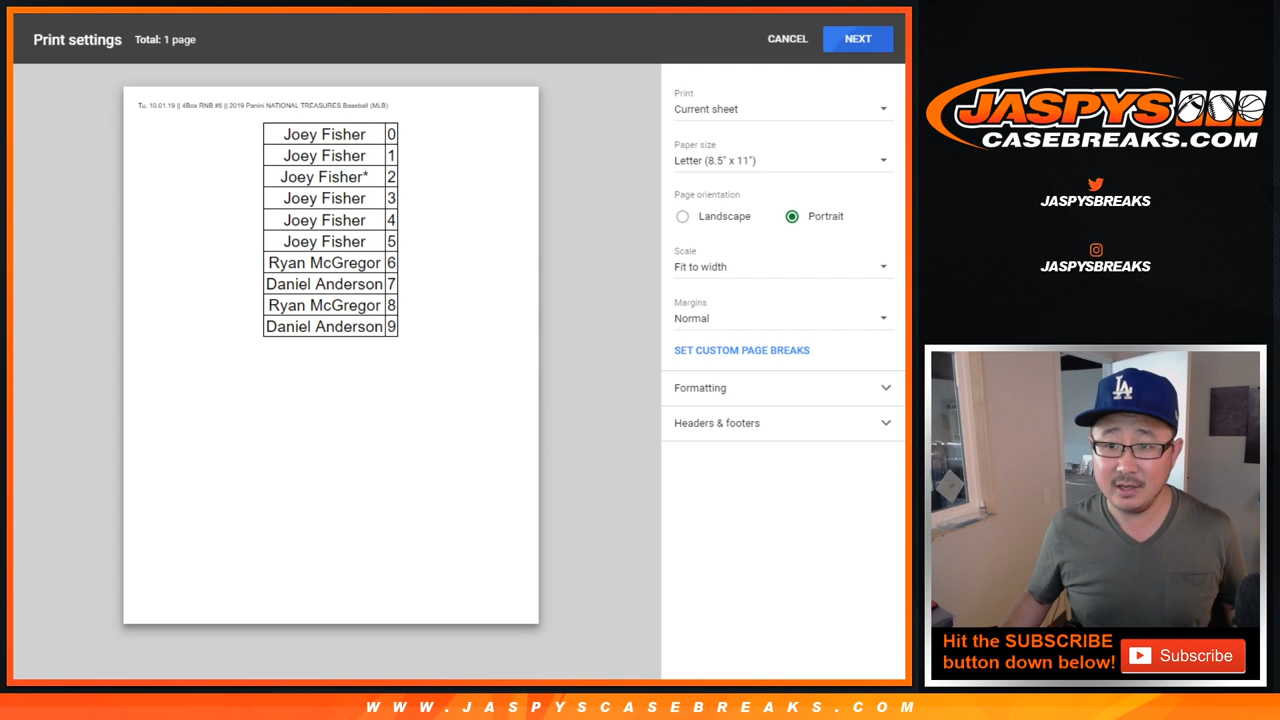 Print settings Total: 1 page CANCEL NEXT
Tu, 10.01.19 || 4Box RNB #5 || 2019 Panini NATIONAL TREASURES Baseball (MLB)
Joey Fisher 0
Joey Fisher 1
Joey Fisher* 2
Joey Fisher 3
Joey Fisher 4
Joey Fisher 5
Ryan McGregor 6
Daniel Anderson 7
Ryan McGregor 8
Daniel Anderson 9
Print
Current sheet
Paper size
Letter (8.5" x 11")
Page orientation
Landscape Portrait
Scale
Fit to width
Margins
Normal
SET CUSTOM PAGE BREAKS
Formatting
Headers & footers
JASPYS
CASEBREAKS.COM
JASPYSBREAKS
JASPYSBREAKS
LA
Hit the SUBSCRIBE
button down below!
Subscribe
WWW.JASPYSCASEBREAKS.COM